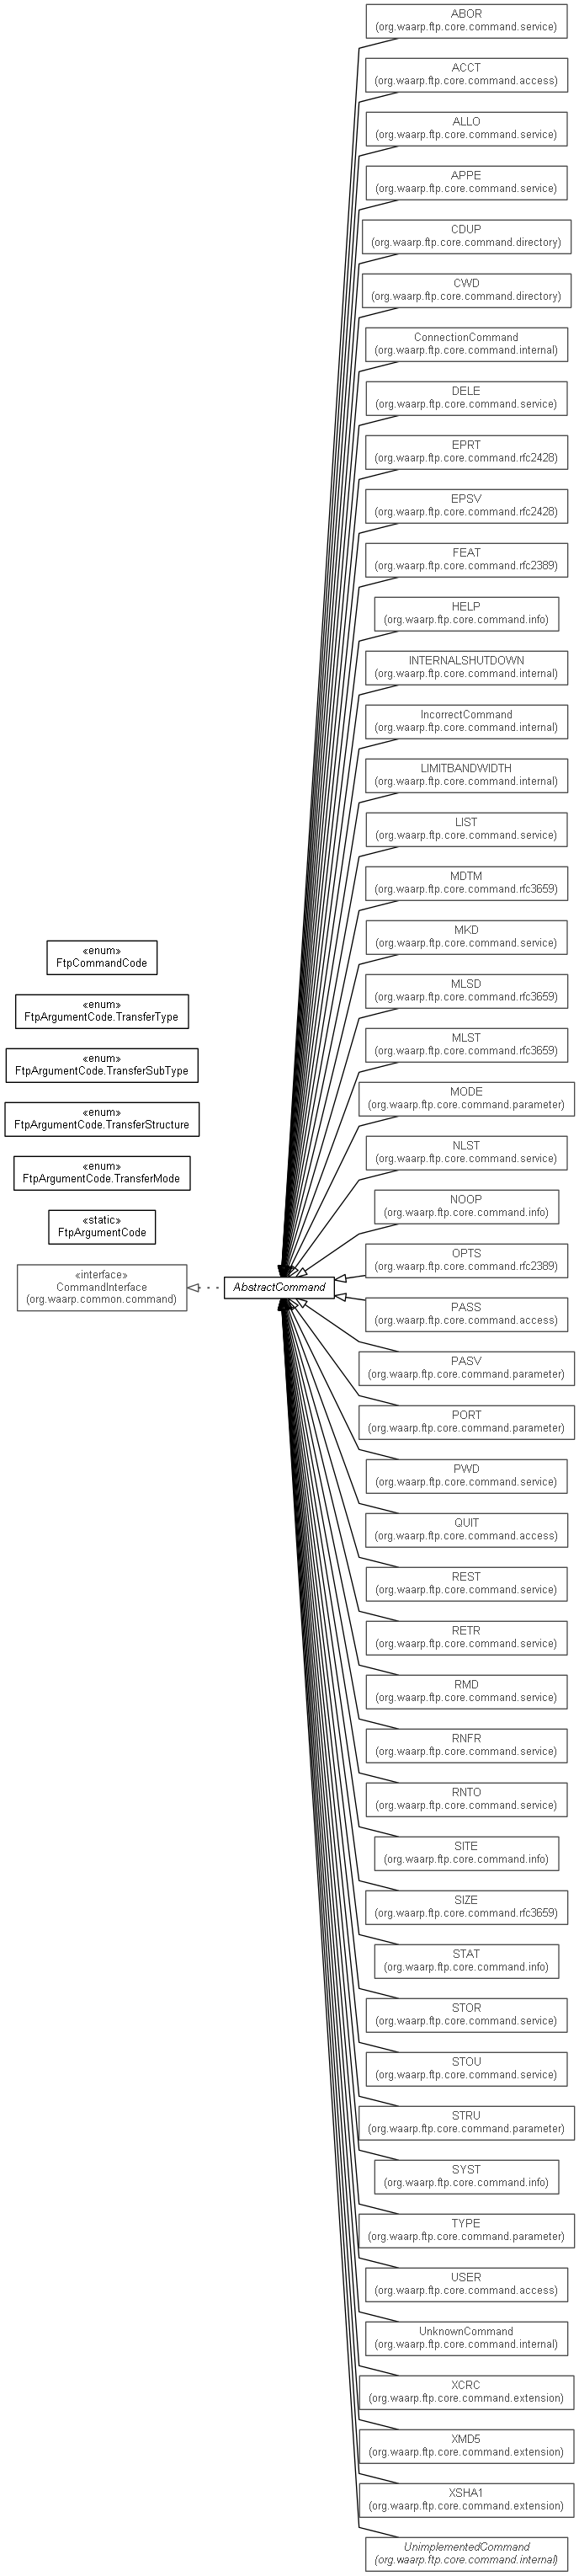 ABOR
(org.waarp.ftp.core.command.service)
ACCT
(org.waarp.ftp.core.command.access)
ALLO
(org.waarp.ftp.core.command.service)
APPE
(org.waarp.ftp.core.command.service)
CDUP
(org.waarp.ftp.core.command.directory)
CWD
(org.waarp.ftp.core.command.directory)
ConnectionCommand
(org.waarp.ftp.core.command.internal)
DELE
(org.waarp.ftp.core.command.service)
EPRT
(org.waarp.ftp.core.command.rfc2428)
EPSV
(org.waarp.ftp.core.command.rfc2428)
FEAT
(org.waarp.ftp.core.command.rfc2389)
HELP
(org.waarp.ftp.core.command.info)
INTERNALSHUTDOWN
(org.waarp.ftp.core.command.internal)
IncorrectCommand
(org.waarp.ftp.core.command.internal)
LIMITBANDWIDTH
(org.waarp.ftp.core.command.internal)
LIST
(org.waarp.ftp.core.command.service)
MDTM
(org.waarp.ftp.core.command.rfc3659)
MKD
(org.waarp.ftp.core.command.service)
MLSD
(org.waarp.ftp.core.command.rfc3659)
MLST
(org.waarp.ftp.core.command.rfc3659)
MODE
(org.waarp.ftp.core.command.parameter)
NLST
(org.waarp.ftp.core.command.service)
NOOP
(org.waarp.ftp.core.command.info)
OPTS
(org.waarp.ftp.core.command.rfc2389)
PASS
(org.waarp.ftp.core.command.access)
PASV
(org.waarp.ftp.core.command.parameter)
PORT
(org.waarp.ftp.core.command.parameter)
PWD
(org.waarp.ftp.core.command.service)
QUIT
(org.waarp.ftp.core.command.access)
REST
(org.waarp.ftp.core.command.service)
RETR
(org.waarp.ftp.core.command.service)
RMD
(org.waarp.ftp.core.command.service)
RNFR
(org.waarp.ftp.core.command.service)
RNTO
(org.waarp.ftp.core.command.service)
SITE
(org.waarp.ftp.core.command.info)
SIZE
(org.waarp.ftp.core.command.rfc3659)
STAT
(org.waarp.ftp.core.command.info)
STOR
(org.waarp.ftp.core.command.service)
STOU
(org.waarp.ftp.core.command.service)
STRU
(org.waarp.ftp.core.command.parameter)
SYST
(org.waarp.ftp.core.command.info)
TYPE
(org.waarp.ftp.core.command.parameter)
USER
(org.waarp.ftp.core.command.access)
UnknownCommand
(org.waarp.ftp.core.command.internal)
XCRC
(org.waarp.ftp.core.command.extension)
XMD5
(org.waarp.ftp.core.command.extension)
XSHA1
(org.waarp.ftp.core.command.extension)
UnimplementedCommand
(org.waarp.ftp.core.command.internal)
«enum»
FtpCommandCode
«enum»
FtpArgumentCode.TransferType
«enum»
FtpArgumentCode.TransferSubType
«enum»
FtpArgumentCode.TransferStructure
«enum»
FtpArgumentCode.TransferMode
«static»
FtpArgumentCode
«interface»
CommandInterface
(org.waarp.common.command)
AbstractCommand